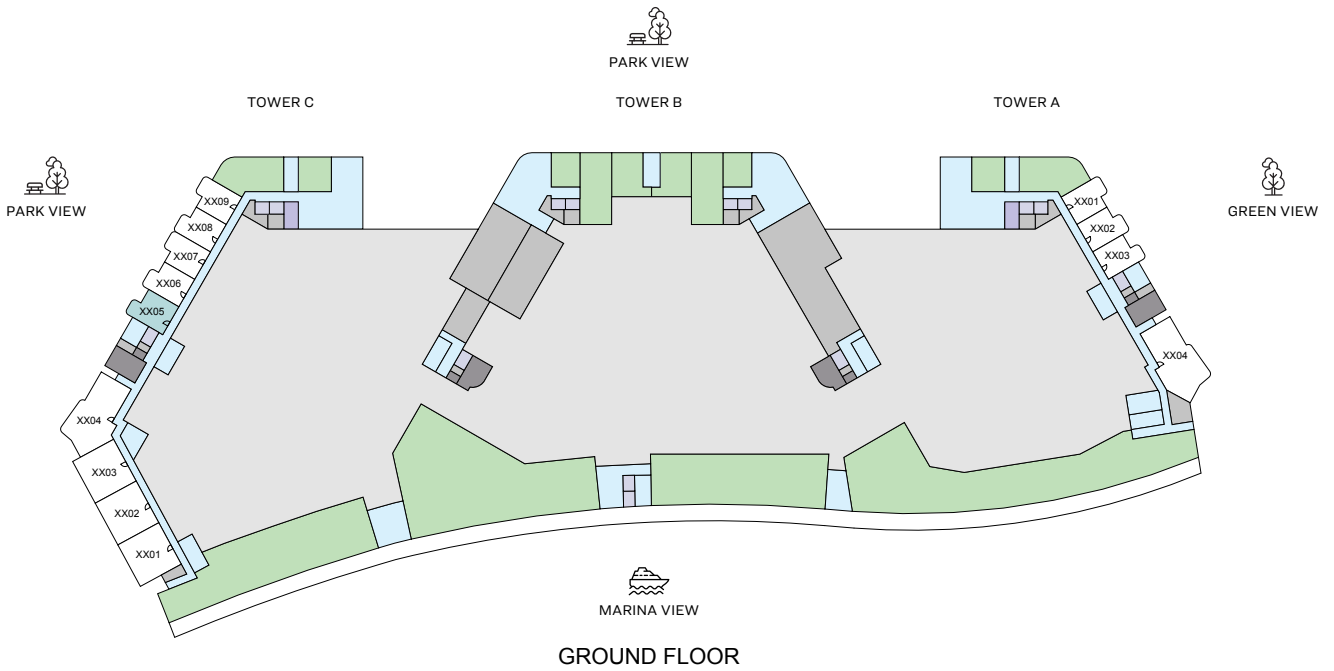 PARK VIEW
TOWER C
TOWER B
TOWER A
PARK VIEW
GREEN VIEW
XX09
XX08
XX07
XX06
XX05
XX04
XX03
XX02
XX01
XX01
XX02
XX03
XX04
MARINA VIEW
GROUND FLOOR